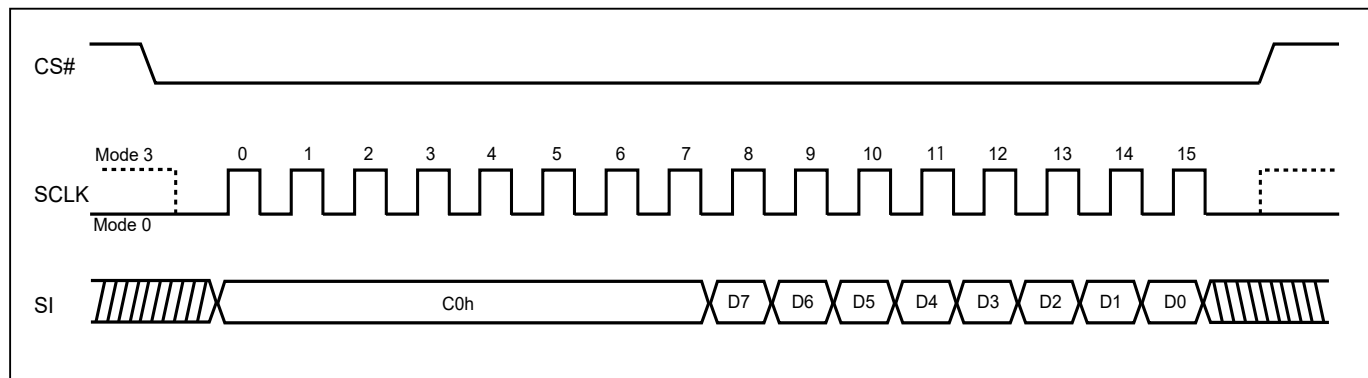 CS#
Mode 3 0 1 2 3 4 5 6 7 8 9 10 11 12 13 14 15
SCLK
Mode 0
SI C0h D7 D6 D5 D4 D3 D2 D1 D0